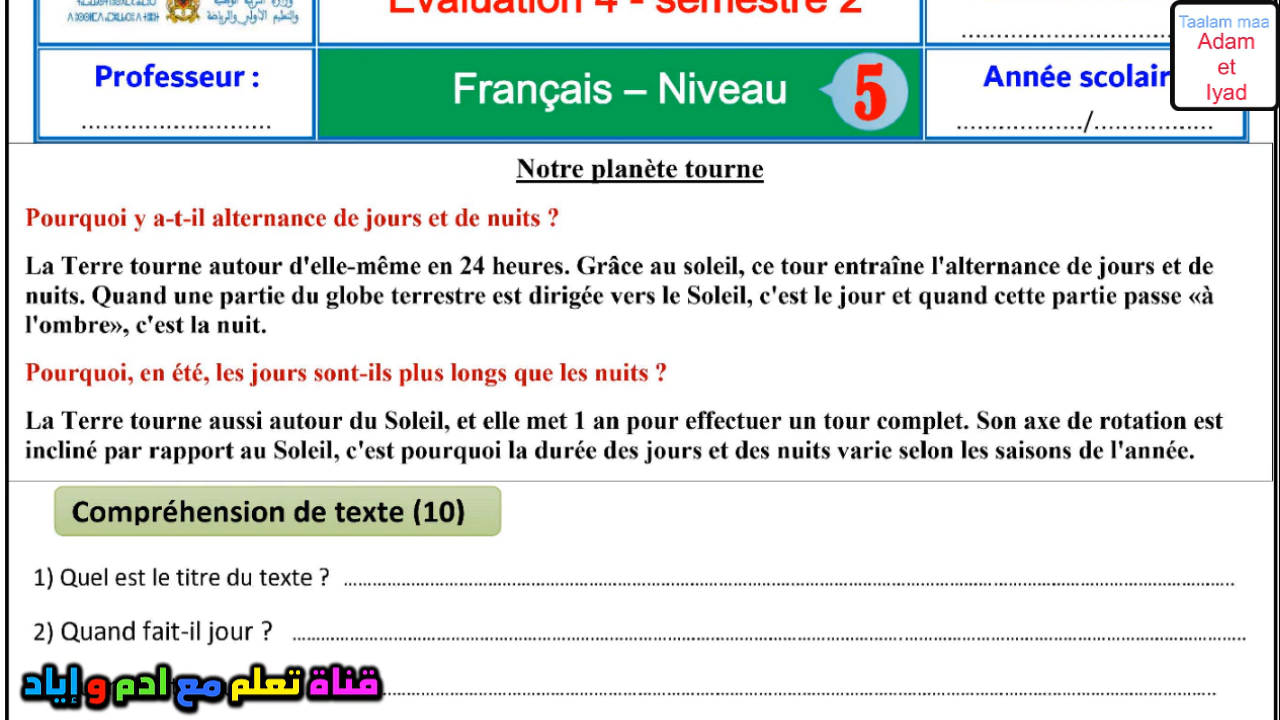 Evaluation 4 - semestre 2
Taalam maa
Adam
et
Iyad
والتعليم الأولي والرياضة
Professeur :
Français – Niveau 5
Année scolair
............................
..................../..................
Notre planète tourne
Pourquoi y a-t-il alternance de jours et de nuits ?
La Terre tourne autour d'elle-même en 24 heures. Grâce au soleil, ce tour entraîne l'alternance de jours et de
nuits. Quand une partie du globe terrestre est dirigée vers le Soleil, c'est le jour et quand cette partie passe «à
l'ombre», c'est la nuit.
Pourquoi, en été, les jours sont-ils plus longs que les nuits ?
La Terre tourne aussi autour du Soleil, et elle met 1 an pour effectuer un tour complet. Son axe de rotation est
incliné par rapport au Soleil, c'est pourquoi la durée des jours et des nuits varie selon les saisons de l'année.
Compréhension de texte (10)
1) Quel est le titre du texte ? ....................................................
2) Quand fait-il jour ? ....................................................
قناة تعلم مع ادم و إياد